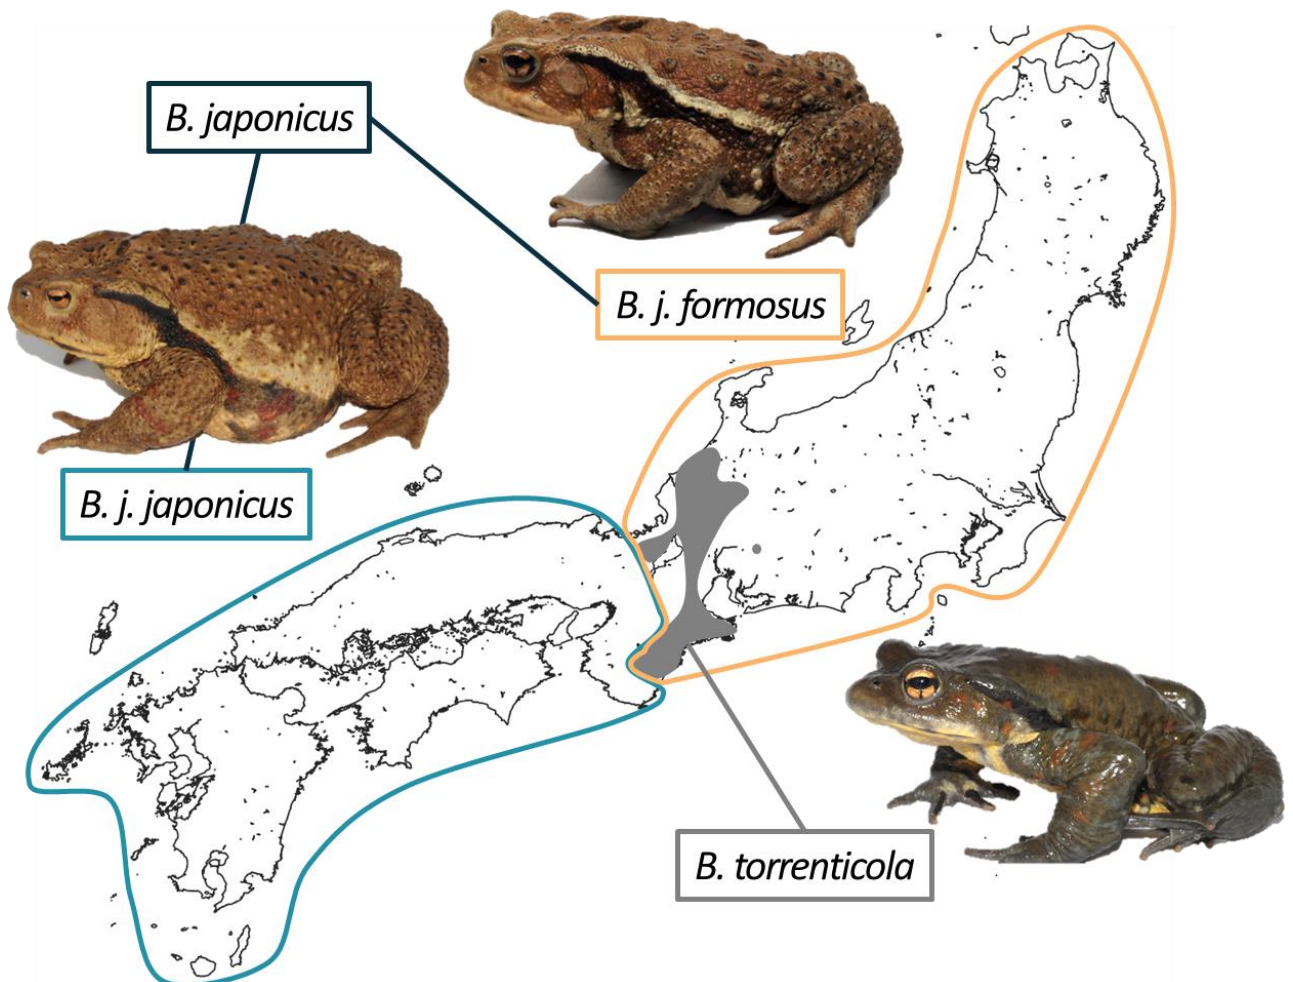 B. japonicus
B. j. formosus
B. j. japonicus
B. torrenticola